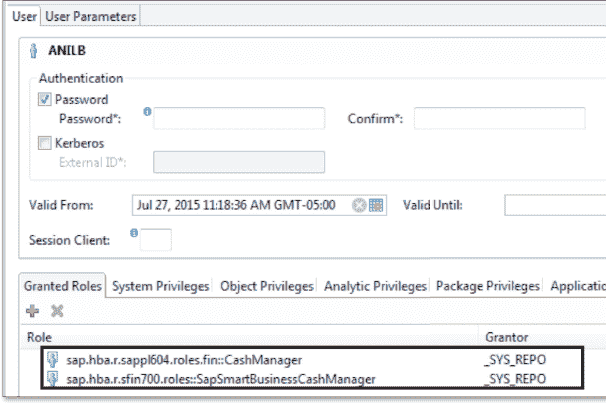 User User Parameters
ANILB
Authentication
Password
Password*: Confirm*:
Kerberos
External ID*:
Valid From: Jul 27, 2015 11:18:36 AM GMT-05:00 Valid Until:
Session Client:
Granted Roles System Privileges Object Privileges Analytic Privileges Package Privileges Applicatio
Role Grantor
sap.hba.r.sappl604.roles.fin::CashManager _SYS_REPO
sap.hba.r.sfin700.roles::SapSmartBusinessCashManager _SYS_REPO